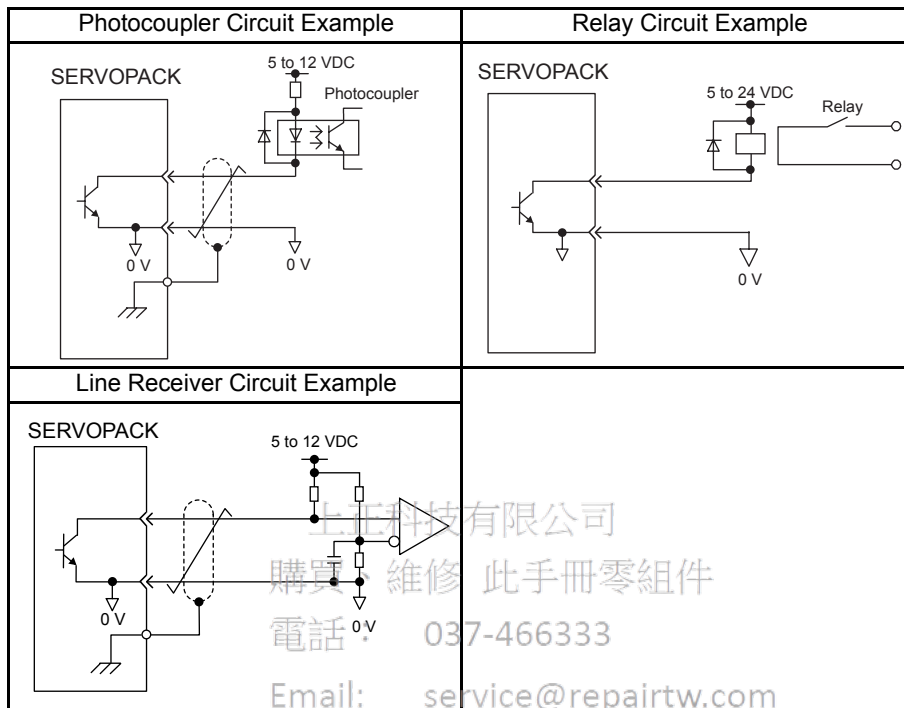 Photocoupler Circuit Example
Relay Circuit Example
SERVOPACK
5 to 12 VDC
Photocoupler
0 V
0 V
SERVOPACK
5 to 24 VDC
Relay
0 V
Line Receiver Circuit Example
SERVOPACK
5 to 12 VDC
0 V
0 V
上正科技有限公司
購買、維修 此手冊零組件
電話： 037-466333
Email: service@repairtw.com